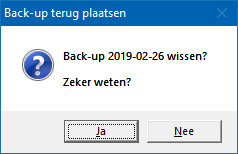 Back-up terug plaatsen
Back-up 2019-02-26 wissen?
Zeker weten?
Ja
Nee